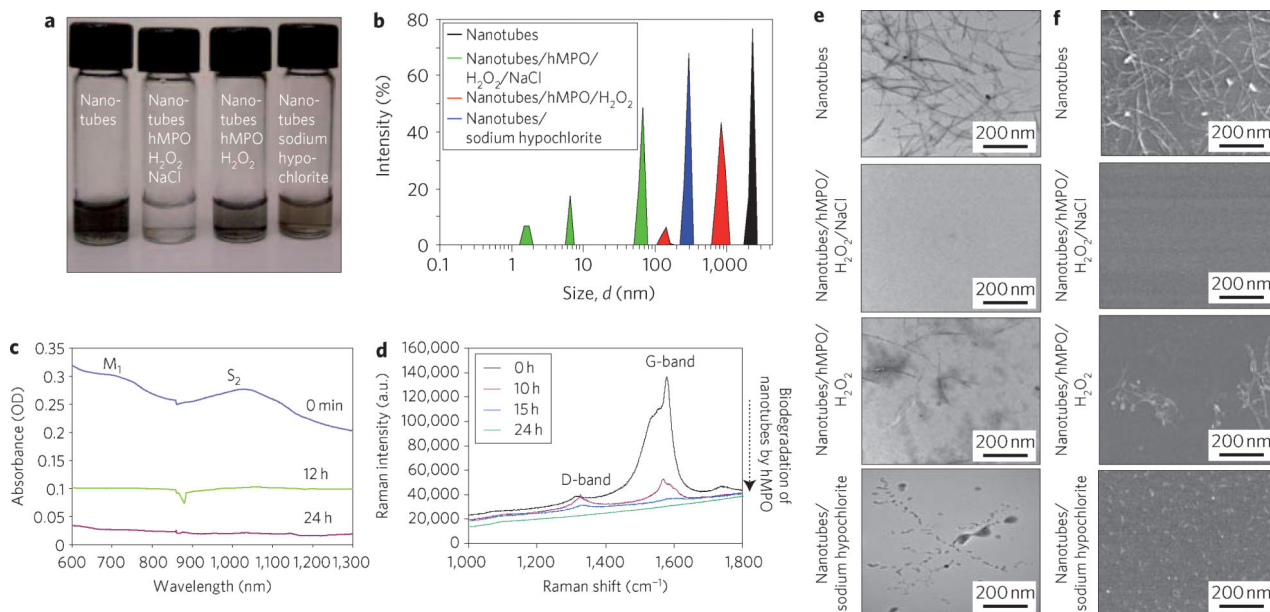 a
Nano-
tubes
Nano-
tubes
hMPO
H₂O₂
NaCl
Nano-
tubes
hMPO
H₂O₂
Nano-
tubes
sodium
hypo-
chlorite
b
80
60
40
20
0
Intensity (%)
Nanotubes
Nanotubes/hMPO/
H₂O₂/NaCl
Nanotubes/hMPO/H₂O₂
Nanotubes/
sodium hypochlorite
0.1 1 10 100 1,000
Size, d (nm)
c
0.35
0.3
0.25
0.2
0.15
0.1
0.05
0
Absorbance (OD)
M₁
S₂
0 min
12 h
24 h
600 700 800 900 1,000 1,100 1,200 1,300
Wavelength (nm)
d
160,000
140,000
120,000
100,000
80,000
60,000
40,000
20,000
0
Raman intensity (a.u.)
0 h
10 h
15 h
24 h
D-band
G-band
Biodegradation of
nanotubes by hMPO
1,000 1,200 1,400 1,600 1,800
Raman shift (cm⁻¹)
e
Nanotubes
200 nm
Nanotubes/hMPO/
H₂O₂/NaCl
200 nm
Nanotubes/hMPO/
H₂O₂
200 nm
Nanotubes/
sodium hypochlorite
200 nm
f
Nanotubes
200 nm
Nanotubes/hMPO/
H₂O₂/NaCl
200 nm
Nanotubes/hMPO/
H₂O₂
200 nm
Nanotubes/
sodium hypochlorite
200 nm